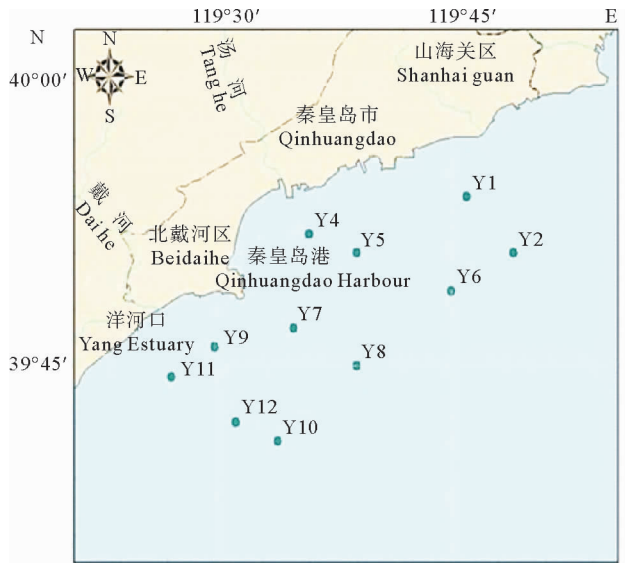 119°30′ 119°45′ E
N
40°00′
N
W E
S
汤河
Tang he
山海关区
Shanhai guan
秦皇岛市
Qinhuangdao
戴河
Dai he
Y1
Y4
北戴河区
Beidaihe
秦皇岛港
Qinhuangdao Harbour
Y5
Y2
Y6
洋河口
Yang Estuary
Y7
Y9
39°45′
Y8
Y11
Y12
Y10